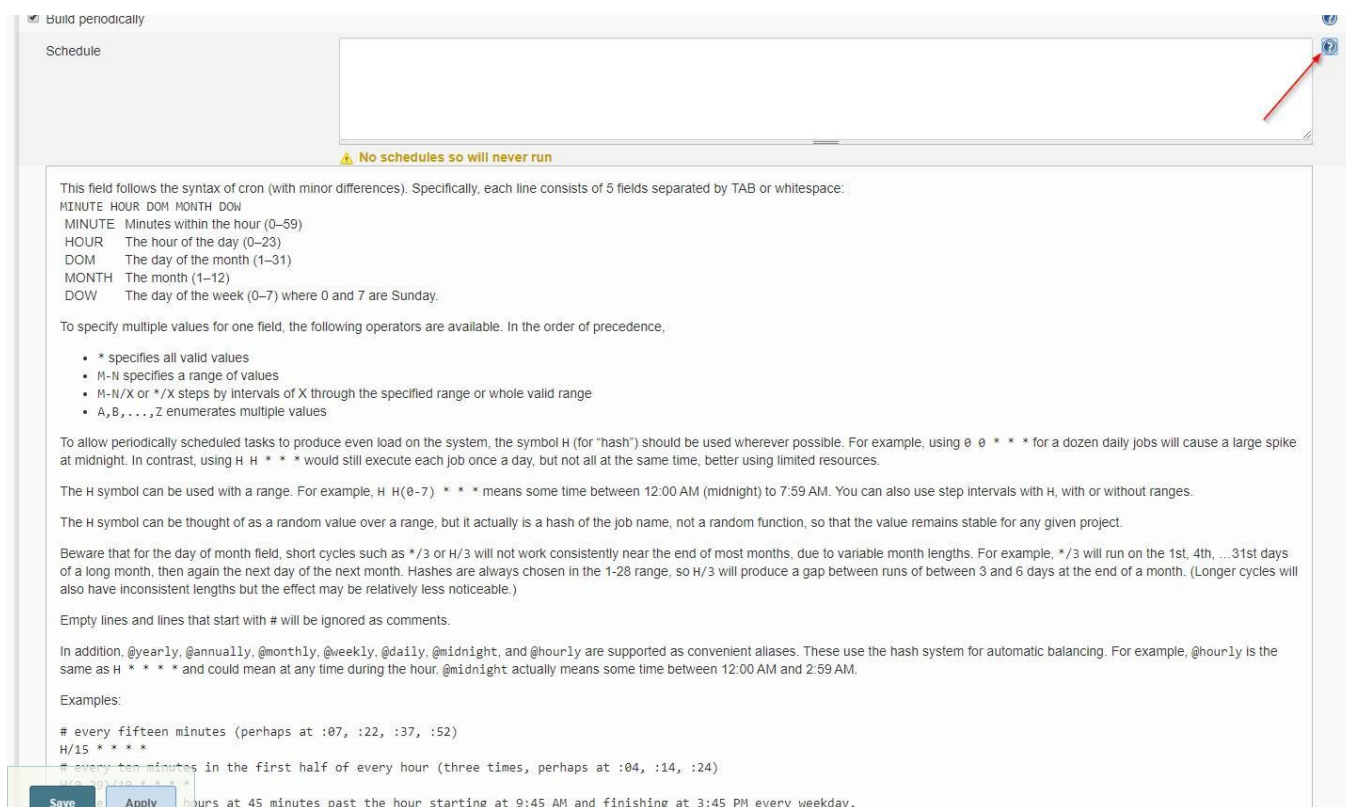 Build periodically
Schedule
No schedules so will never run
This field follows the syntax of cron (with minor differences). Specifically, each line consists of 5 fields separated by TAB or whitespace:
MINUTE HOUR DOM MONTH DOW
MINUTE Minutes within the hour (0–59)
HOUR The hour of the day (0–23)
DOM The day of the month (1–31)
MONTH The month (1–12)
DOW The day of the week (0–7) where 0 and 7 are Sunday.
To specify multiple values for one field, the following operators are available. In the order of precedence,
• * specifies all valid values
• M-N specifies a range of values
• M-N/X or */X steps by intervals of X through the specified range or whole valid range
• A,B,...,Z enumerates multiple values
To allow periodically scheduled tasks to produce even load on the system, the symbol H (for “hash”) should be used wherever possible. For example, using 0 0 * * * for a dozen daily jobs will cause a large spike
at midnight. In contrast, using H H * * * would still execute each job once a day, but not all at the same time, better using limited resources.
The H symbol can be used with a range. For example, H H(0-7) * * * means some time between 12:00 AM (midnight) to 7:59 AM. You can also use step intervals with H, with or without ranges.
The H symbol can be thought of as a random value over a range, but it actually is a hash of the job name, not a random function, so that the value remains stable for any given project.
Beware that for the day of month field, short cycles such as */3 or H/3 will not work consistently near the end of most months, due to variable month lengths. For example, */3 will run on the 1st, 4th, …31st days
of a long month, then again the next day of the next month. Hashes are always chosen in the 1-28 range, so H/3 will produce a gap between runs of between 3 and 6 days at the end of a month. (Longer cycles will
also have inconsistent lengths but the effect may be relatively less noticeable.)
Empty lines and lines that start with # will be ignored as comments.
In addition, @yearly, @annually, @monthly, @weekly, @daily, @midnight, and @hourly are supported as convenient aliases. These use the hash system for automatic balancing. For example, @hourly is the
same as H * * * * and could mean at any time during the hour. @midnight actually means some time between 12:00 AM and 2:59 AM.
Examples:
# every fifteen minutes (perhaps at :07, :22, :37, :52)
H/15 * * * *
# every ten minutes in the first half of every hour (three times, perhaps at :04, :14, :24)
H(0-29)/10 * * * *
Save Apply hours at 45 minutes past the hour starting at 9:45 AM and finishing at 3:45 PM every weekday.